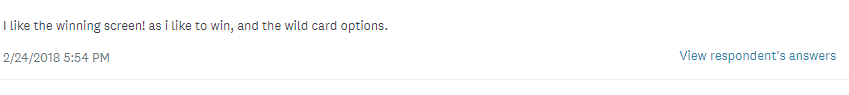 I like the winning screen! as i like to win, and the wild card options.
2/24/2018 5:54 PM View respondent's answers